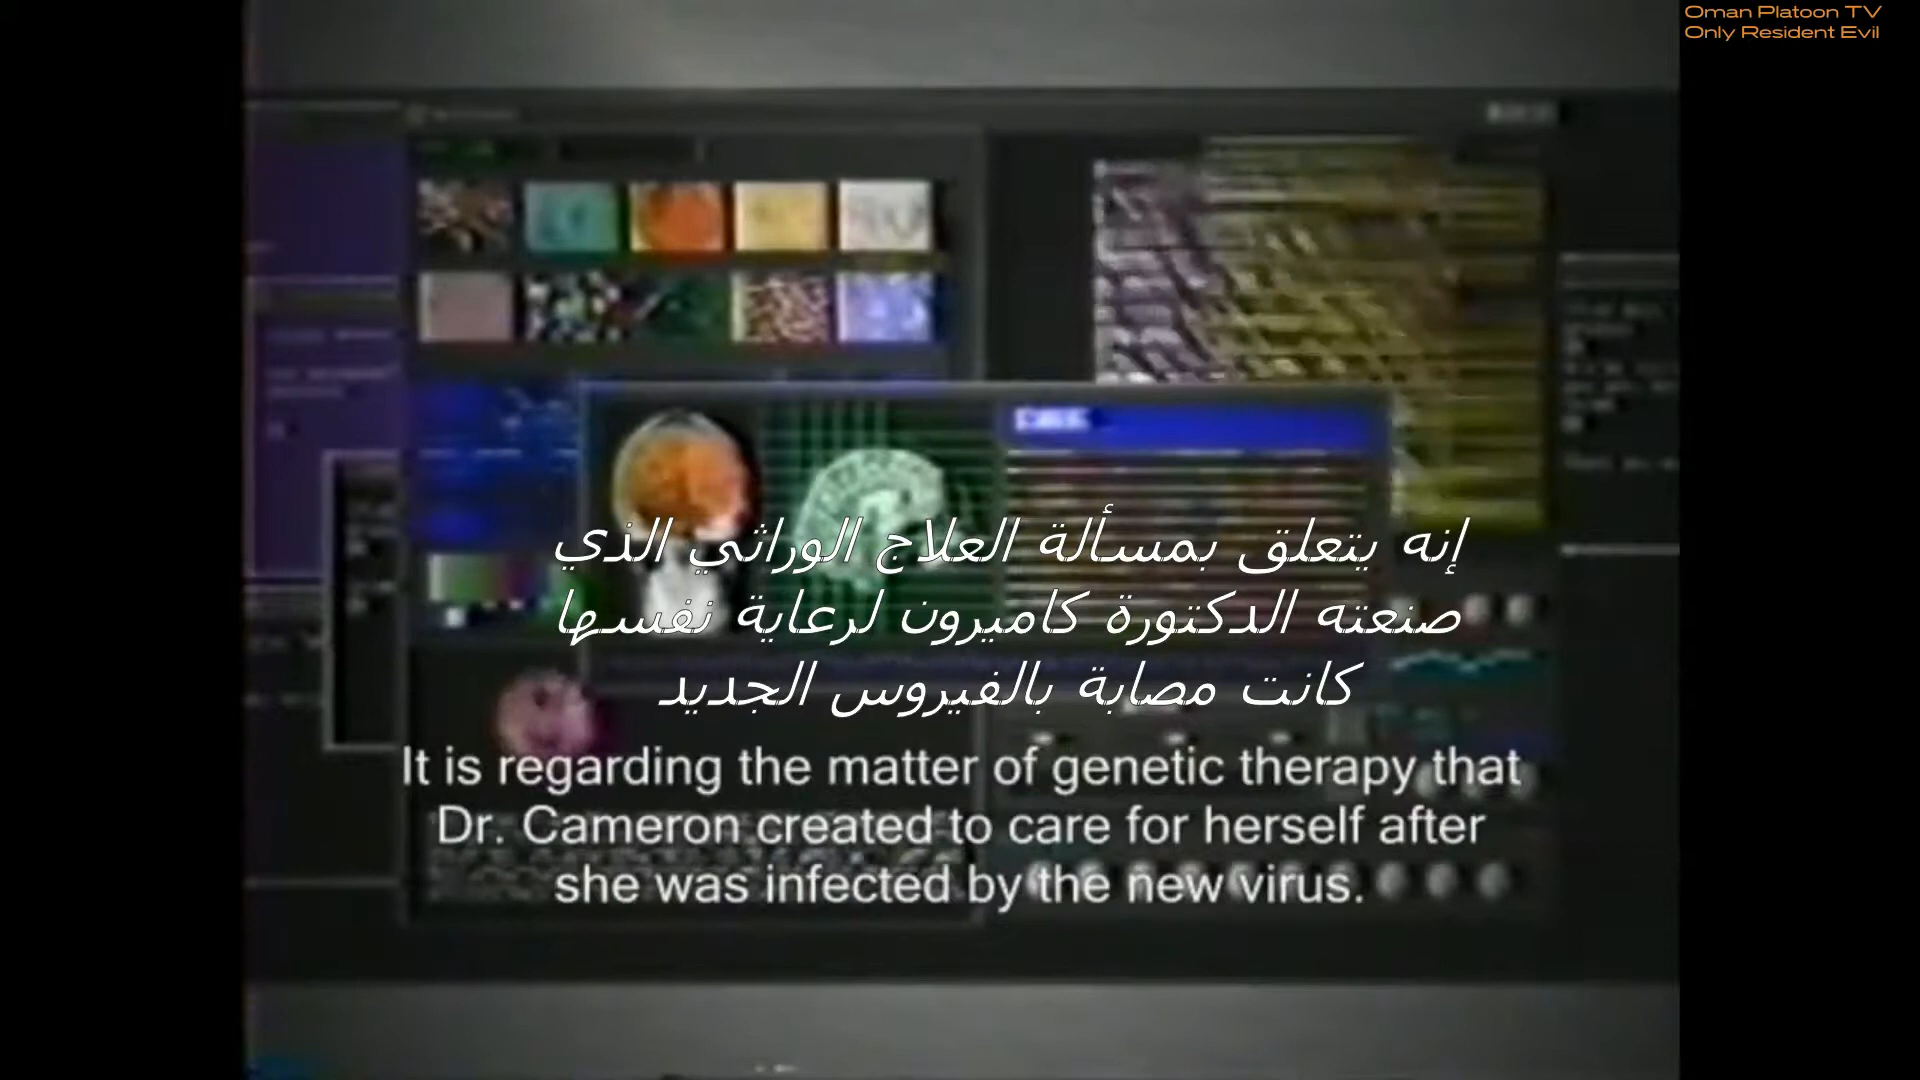 Oman Platoon TV
Only Resident Evil
إنه يتعلق بمسألة العلاج الوراثي الذي
صنعته الدكتورة كاميرون لرعاية نفسها
كانت مصابة بالفيروس الجديد
It is regarding the matter of genetic therapy that
Dr. Cameron created to care for herself after
she was infected by the new virus.